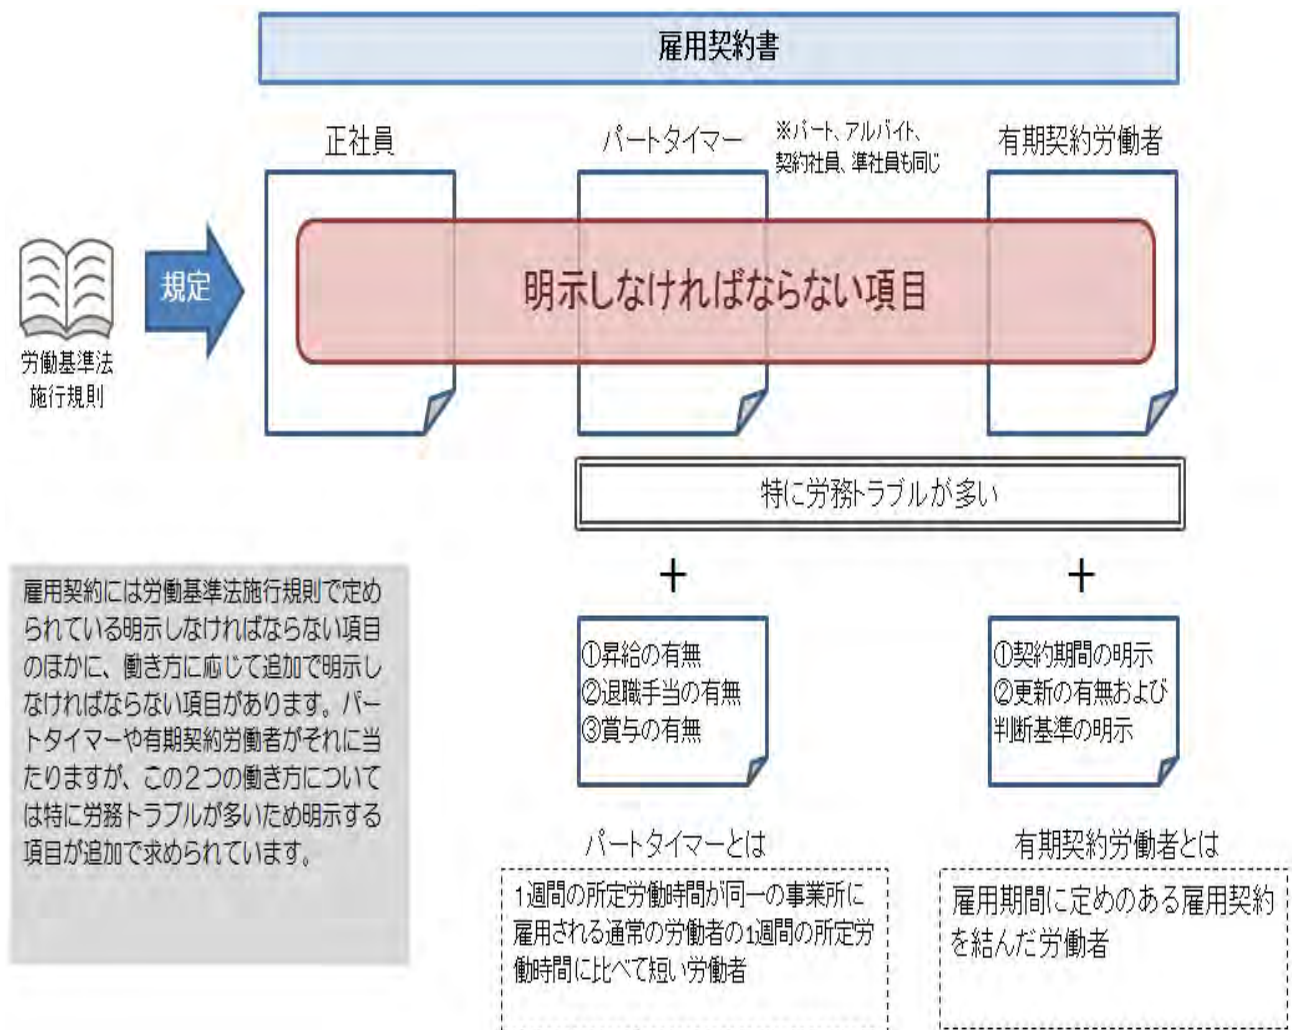 雇用契約書
正社員
パートタイマー
※パート、アルバイト、
契約社員、準社員も同じ
有期契約労働者
労働基準法
施行規則
規定
明示しなければならない項目
特に労務トラブルが多い
雇用契約には労働基準法施行規則で定め
られている明示しなければならない項目
のほかに、働き方に応じて追加で明示し
なければならない項目があります。パー
トタイマーや有期契約労働者がそれに当
たりますが、この2つの働き方について
は特に労務トラブルが多いため明示する
項目が追加で求められています。
+
①昇給の有無
②退職手当の有無
③賞与の有無
パートタイマーとは
1週間の所定労働時間が同一の事業所に
雇用される通常の労働者の1週間の所定労
働時間に比べて短い労働者
+
①契約期間の明示
②更新の有無および
判断基準の明示
有期契約労働者とは
雇用期間に定めのある雇用契約
を結んだ労働者